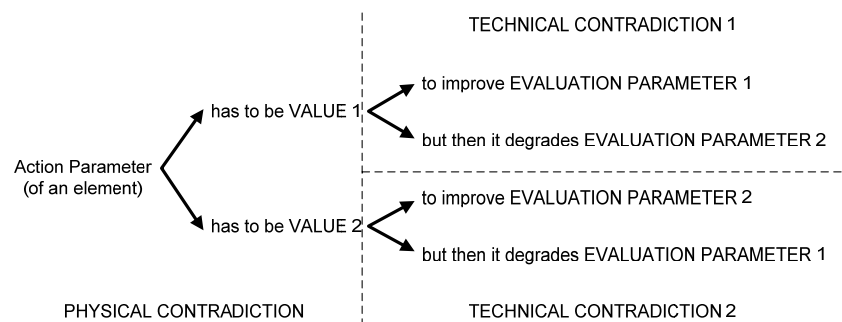 TECHNICAL CONTRADICTION 1
to improve EVALUATION PARAMETER 1
has to be VALUE 1
but then it degrades EVALUATION PARAMETER 2
Action Parameter
(of an element)
to improve EVALUATION PARAMETER 2
has to be VALUE 2
but then it degrades EVALUATION PARAMETER 1
PHYSICAL CONTRADICTION
TECHNICAL CONTRADICTION 2